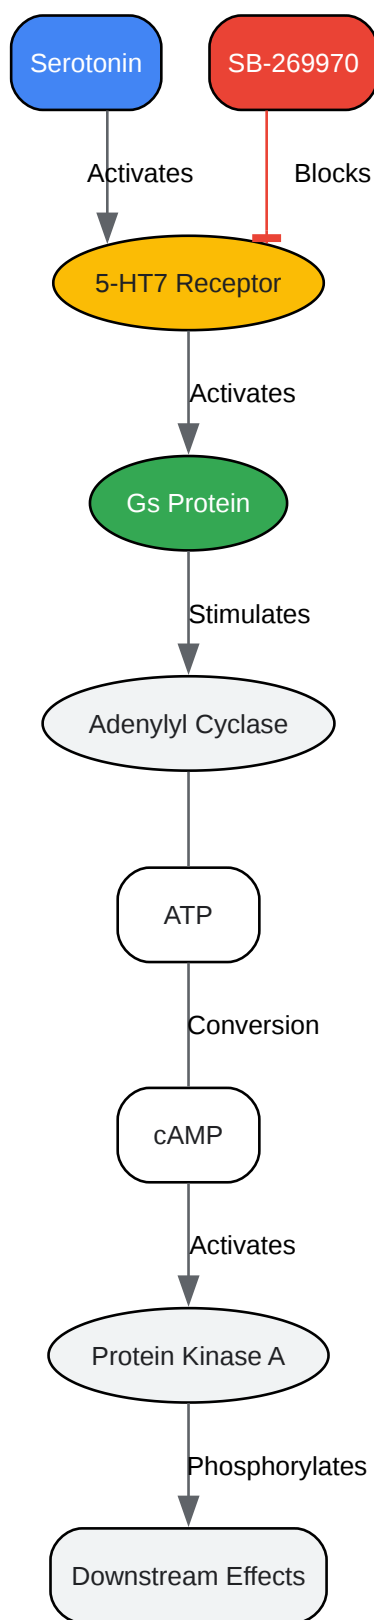 Serotonin
SB-269970
Activates
Blocks
5-HT7 Receptor
Activates
Gs Protein
Stimulates
Adenylyl Cyclase
ATP
Conversion
cAMP
Activates
Protein Kinase A
Phosphorylates
Downstream Effects